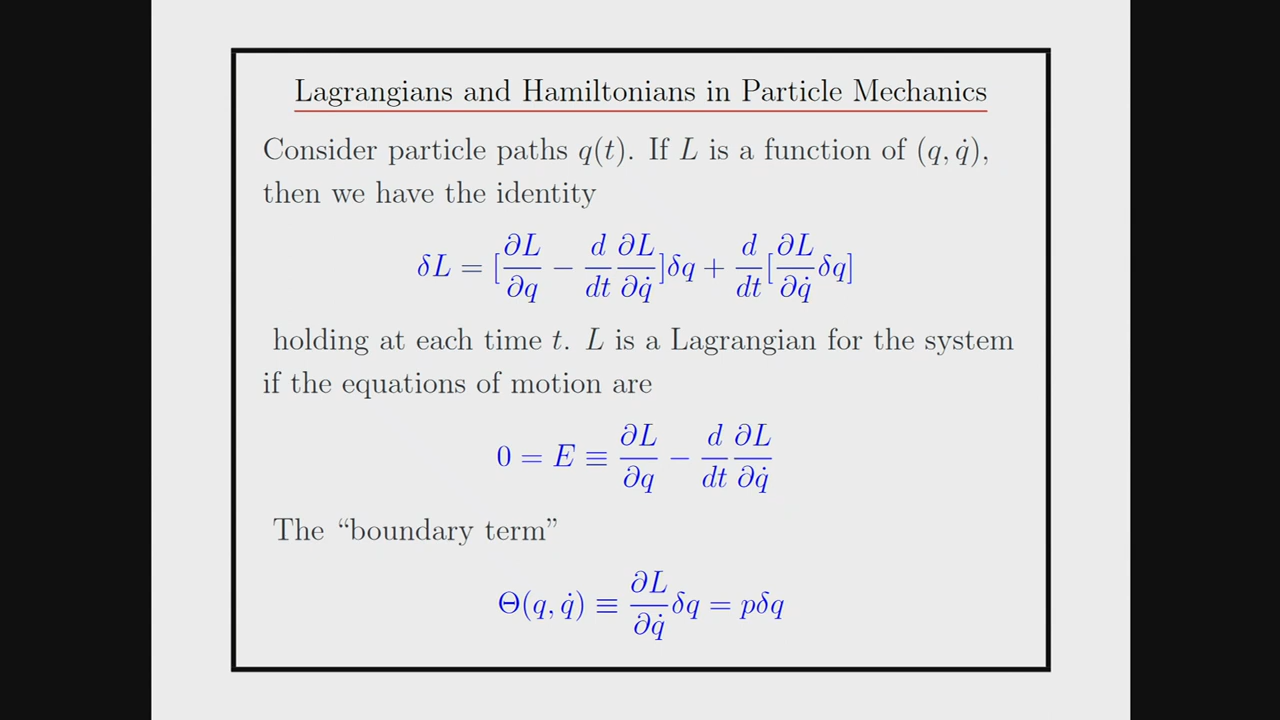 Lagrangians and Hamiltonians in Particle Mechanics
Consider particle paths q(t). If L is a function of (q, q̇),
then we have the identity
δL = [∂L/∂q − d/dt ∂L/∂q̇]δq + d/dt[∂L/∂q̇ δq]
holding at each time t. L is a Lagrangian for the system
if the equations of motion are
0 = E ≡ ∂L/∂q − d/dt ∂L/∂q̇
The “boundary term”
Θ(q, q̇) ≡ ∂L/∂q̇ δq = pδq